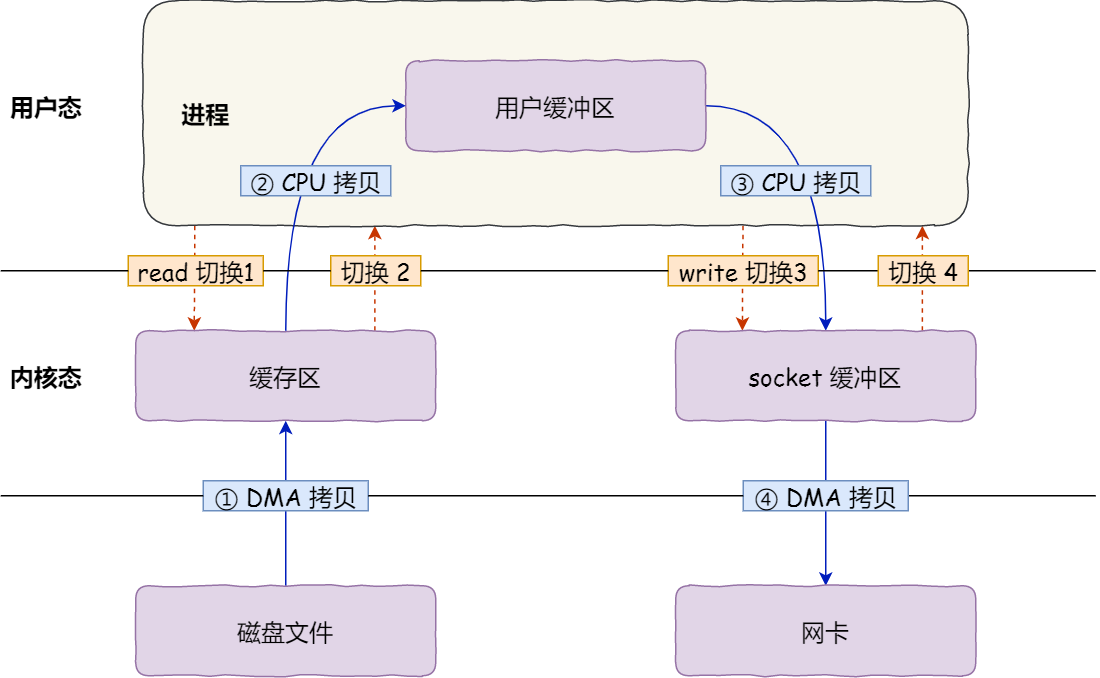 用户态
进程
用户缓冲区
② CPU 拷贝
③ CPU 拷贝
read 切换1
切换 2
write 切换3
切换 4
内核态
缓存区
socket 缓冲区
① DMA 拷贝
④ DMA 拷贝
磁盘文件
网卡